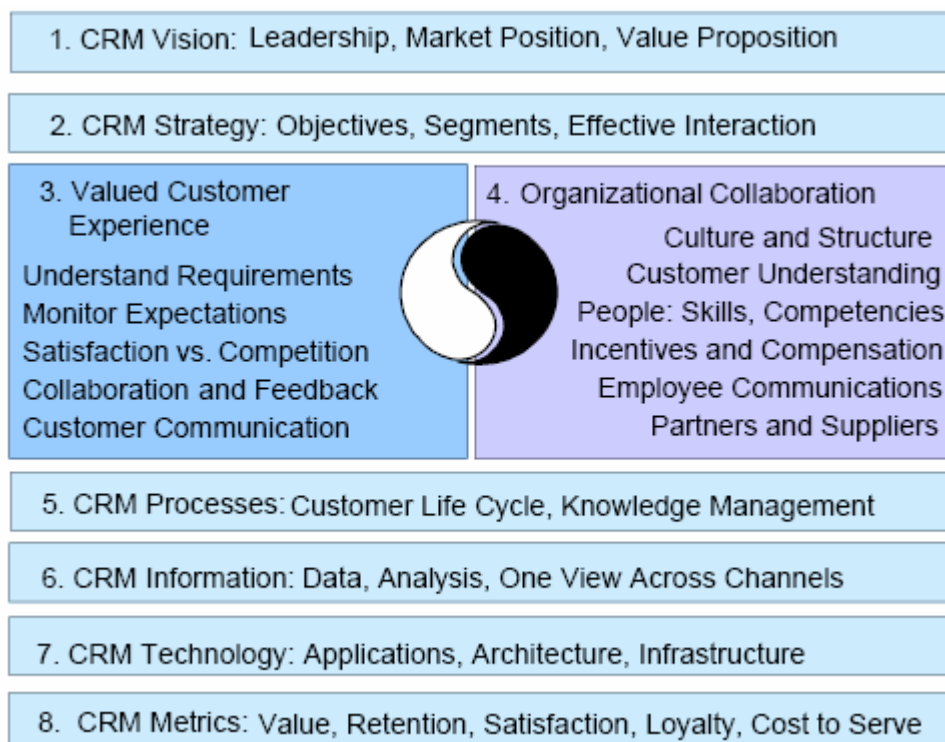 1. CRM Vision: Leadership, Market Position, Value Proposition
2. CRM Strategy: Objectives, Segments, Effective Interaction
3. Valued Customer
Experience
Understand Requirements
Monitor Expectations
Satisfaction vs. Competition
Collaboration and Feedback
Customer Communication
4. Organizational Collaboration
Culture and Structure
Customer Understanding
People: Skills, Competencies
Incentives and Compensation
Employee Communications
Partners and Suppliers
5. CRM Processes: Customer Life Cycle, Knowledge Management
6. CRM Information: Data, Analysis, One View Across Channels
7. CRM Technology: Applications, Architecture, Infrastructure
8. CRM Metrics: Value, Retention, Satisfaction, Loyalty, Cost to Serve